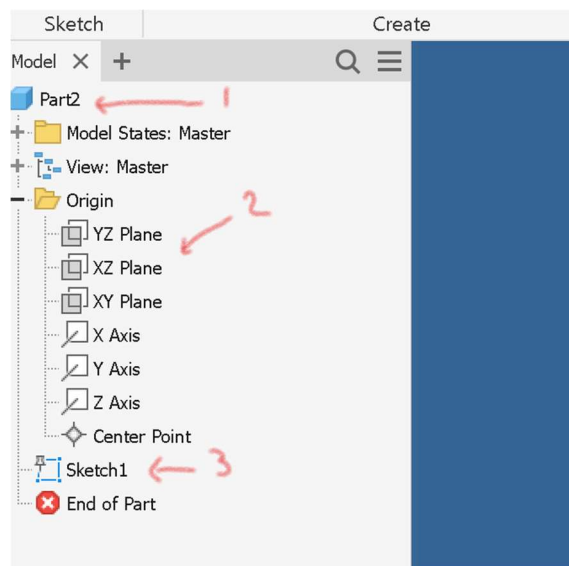 Sketch Create
Model
Part2 1
Model States: Master
View: Master
Origin 2
YZ Plane
XZ Plane
XY Plane
X Axis
Y Axis
Z Axis
Center Point
Sketch1 3
End of Part